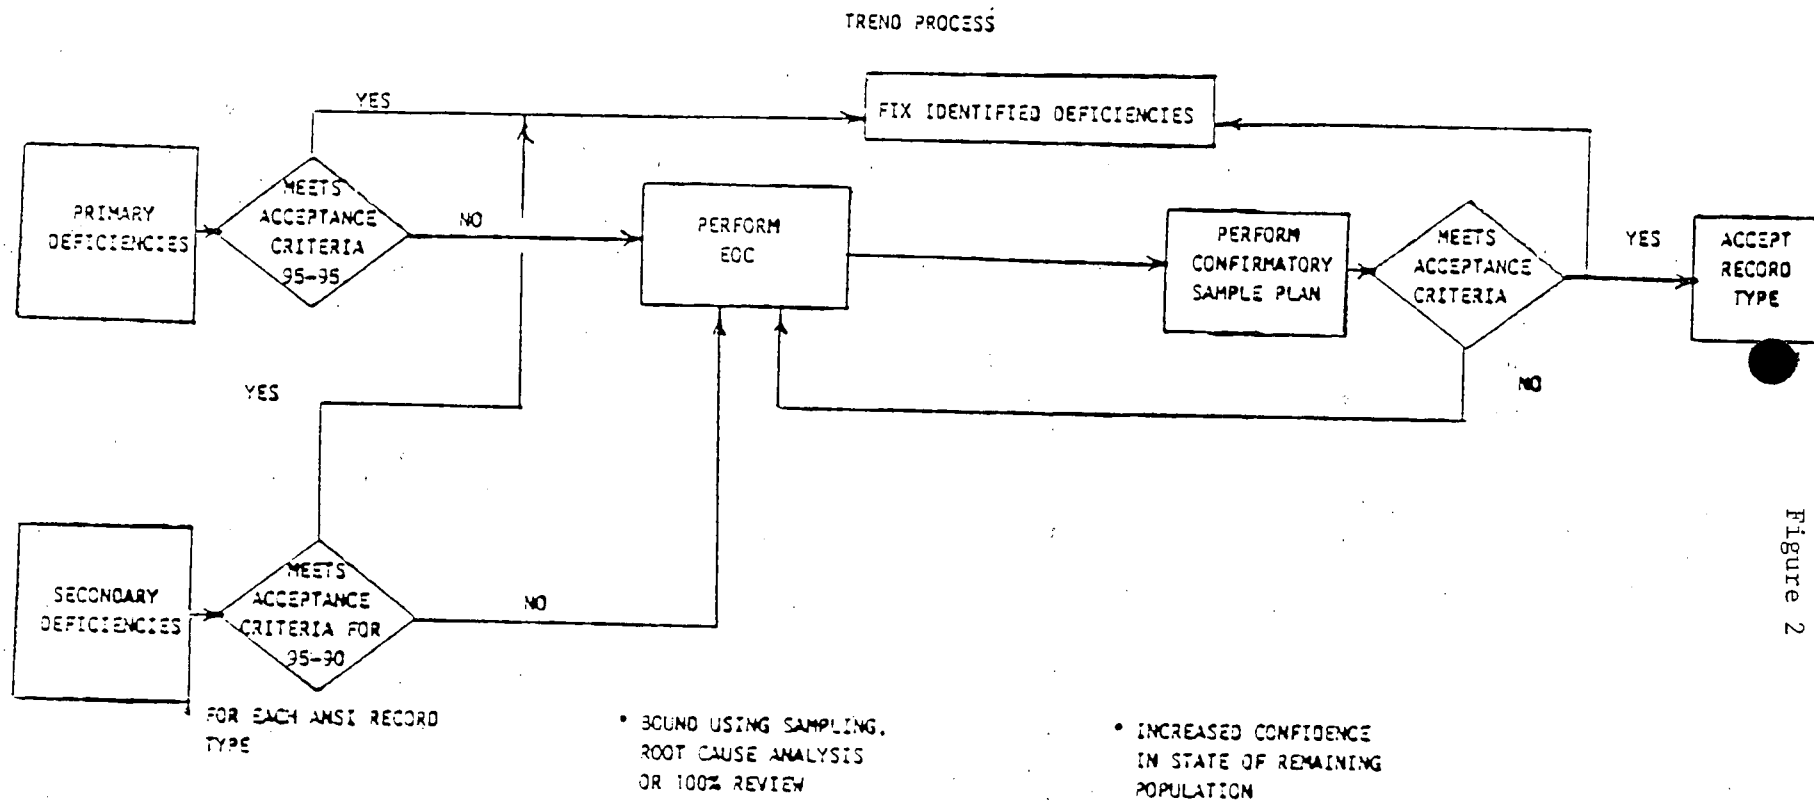 TREND PROCESS
YES
FIX IDENTIFIED DEFICIENCIES
PRIMARY
DEFICIENCIES
MEETS
ACCEPTANCE
CRITERIA
95-95
NO
PERFORM
EOC
PERFORM
CONFIRMATORY
SAMPLE PLAN
MEETS
ACCEPTANCE
CRITERIA
YES
ACCEPT
RECORD
TYPE
NO
YES
SECONDARY
DEFICIENCIES
MEETS
ACCEPTANCE
CRITERIA FOR
95-90
NO
FOR EACH ANSI RECORD
TYPE
• BOUND USING SAMPLING,
ROOT CAUSE ANALYSIS
OR 100% REVIEW
• INCREASED CONFIDENCE
IN STATE OF REMAINING
POPULATION
Figure 2